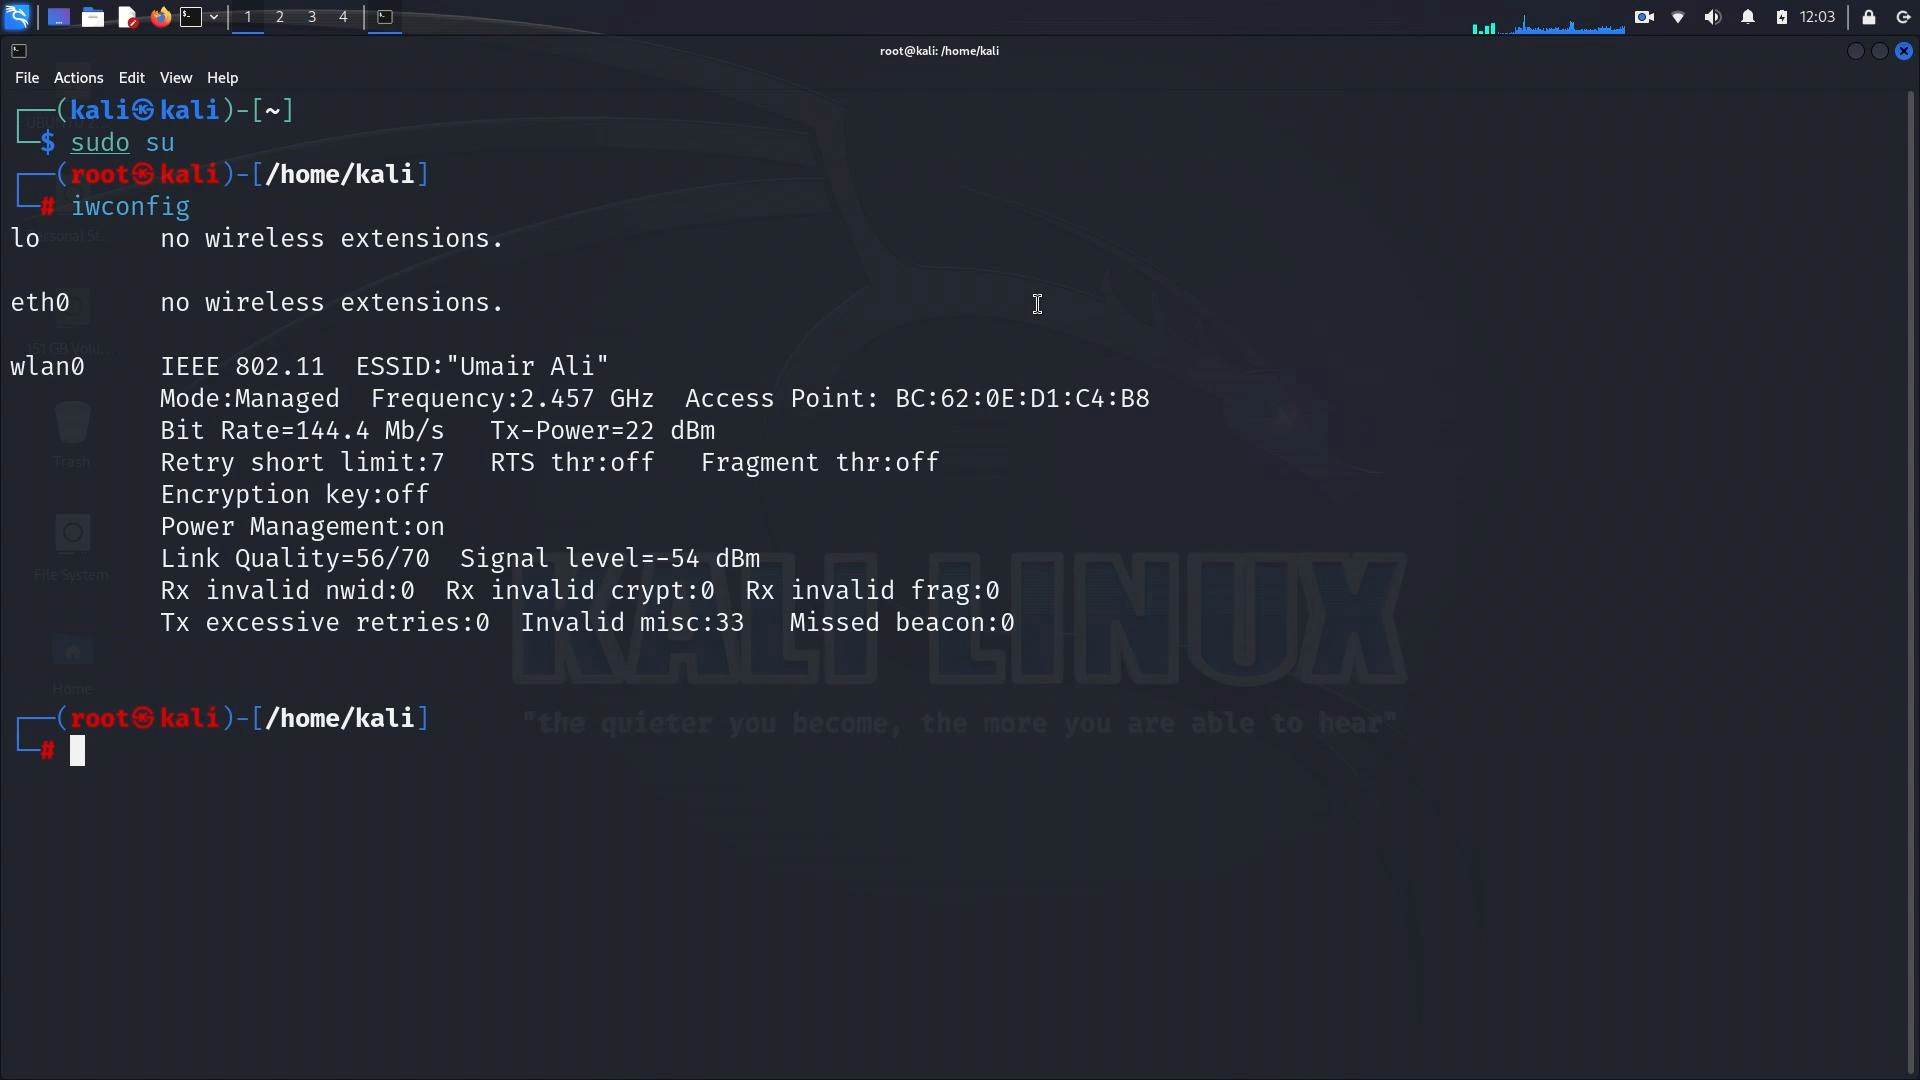 1 2 3 4 12:03
root@kali: /home/kali
File Actions Edit View Help
┌──(kali㉿kali)-[~]
└─$ sudo su
┌──(root㉿kali)-[/home/kali]
└─# iwconfig
lo        no wireless extensions.
eth0      no wireless extensions.
wlan0     IEEE 802.11  ESSID:"Umair Ali"
Mode:Managed  Frequency:2.457 GHz  Access Point: BC:62:0E:D1:C4:B8
Bit Rate=144.4 Mb/s   Tx-Power=22 dBm
Retry short limit:7   RTS thr:off   Fragment thr:off
Encryption key:off
Power Management:on
Link Quality=56/70  Signal level=-54 dBm
Rx invalid nwid:0  Rx invalid crypt:0  Rx invalid frag:0
Tx excessive retries:0  Invalid misc:33   Missed beacon:0
┌──(root㉿kali)-[/home/kali]
└─#
Trash
File System
Home
KALI LINUX
"the quieter you become, the more you are able to hear"